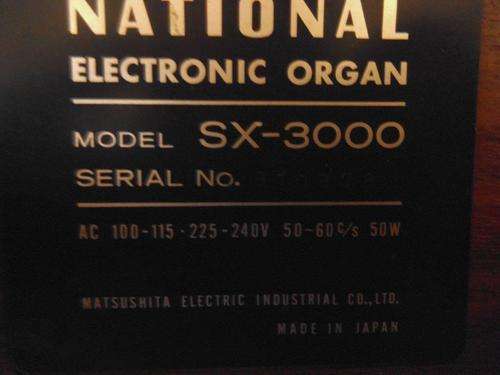 NATIONAL
ELECTRONIC ORGAN
MODEL SX-3000
SERIAL No.
AC 100-115·225-240V 50-60 c/s 50W
MATSUSHITA ELECTRIC INDUSTRIAL CO.,LTD.
MADE IN JAPAN